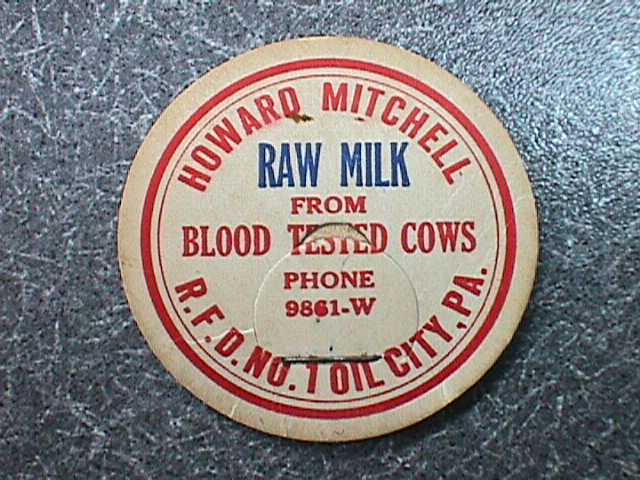 HOWARD MITCHELL
RAW MILK
FROM
BLOOD TESTED COWS
PHONE
9861-W
R.F.D. NO. 1 OIL CITY, PA.